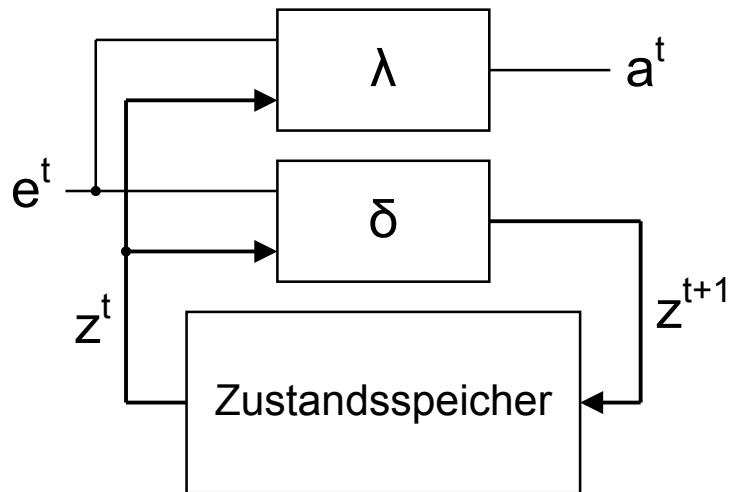 λ
a^t
e^t
δ
z^t
z^t+1
Zustandsspeicher